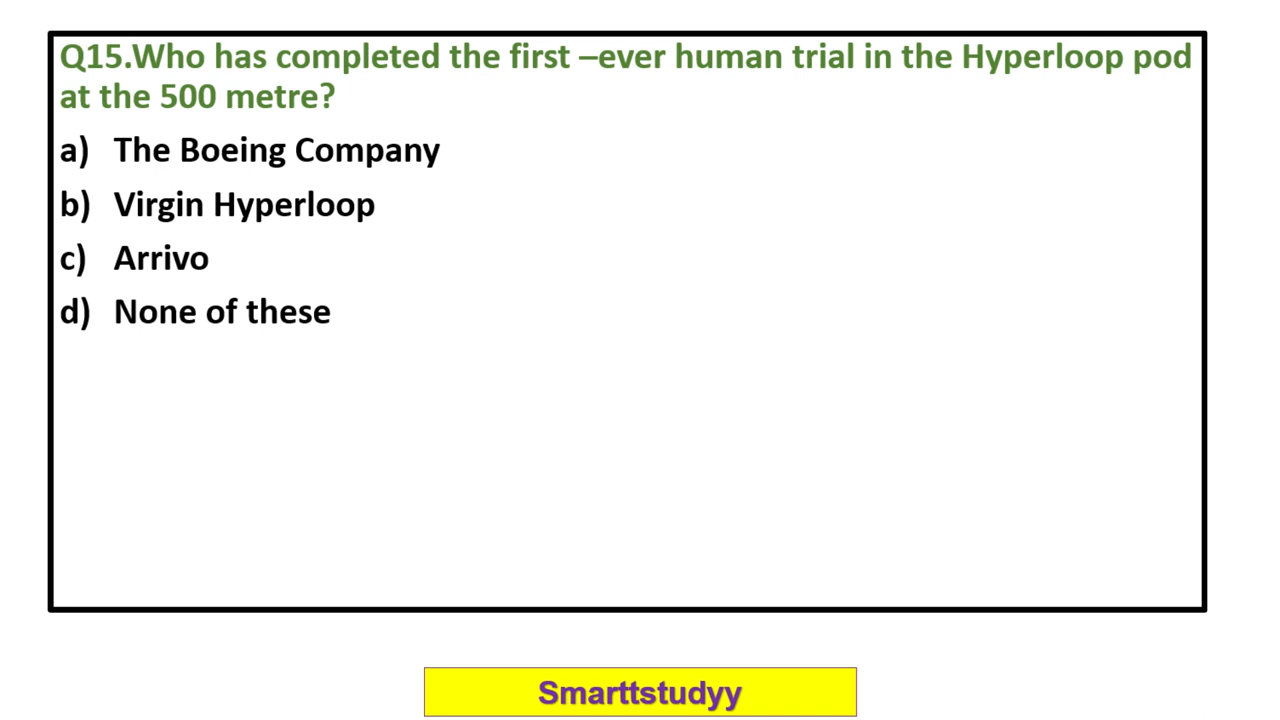 Q15.Who has completed the first –ever human trial in the Hyperloop pod
at the 500 metre?
a) The Boeing Company
b) Virgin Hyperloop
c) Arrivo
d) None of these
Smarttstudyy